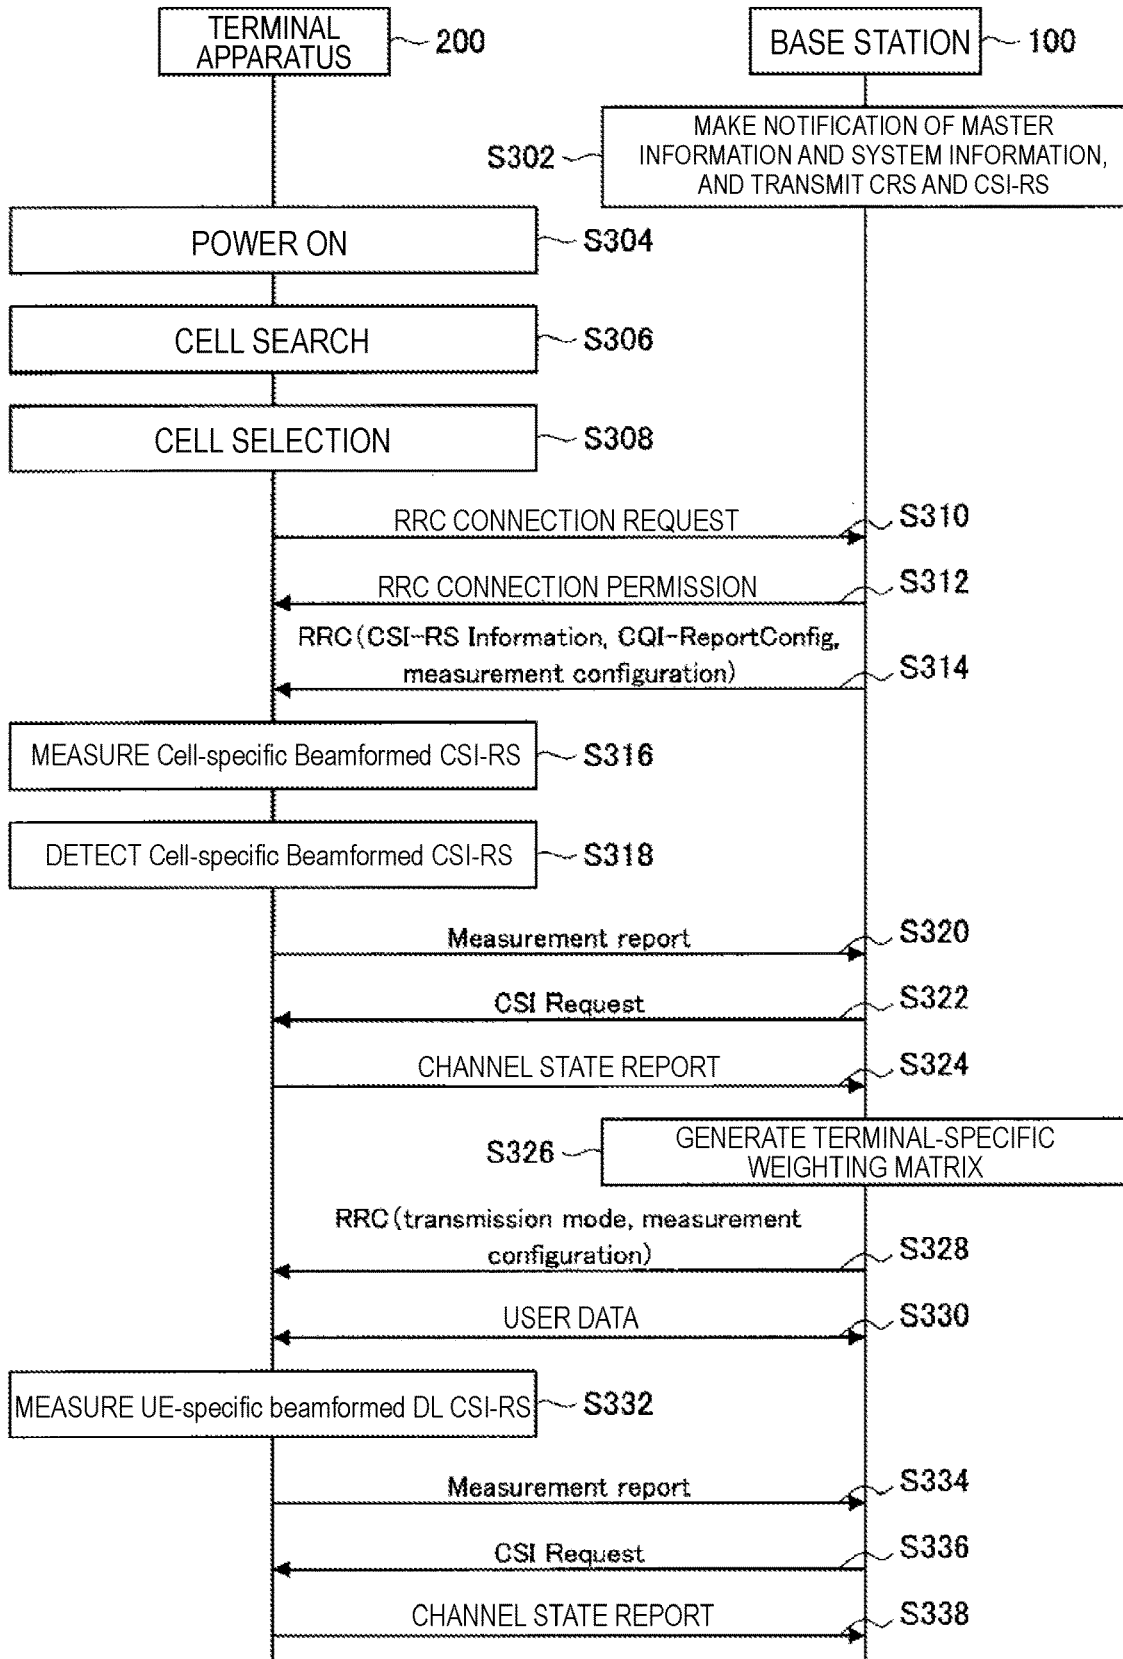 TERMINAL
APPARATUS
200
BASE STATION
100
MAKE NOTIFICATION OF MASTER
INFORMATION AND SYSTEM INFORMATION,
AND TRANSMIT CRS AND CSI-RS
S302
POWER ON
S304
CELL SEARCH
S306
CELL SELECTION
S308
RRC CONNECTION REQUEST
S310
RRC CONNECTION PERMISSION
S312
RRC(CSI-RS Information, CQI-ReportConfig,
measurement configuration)
S314
MEASURE Cell-specific Beamformed CSI-RS
S316
DETECT Cell-specific Beamformed CSI-RS
S318
Measurement report
S320
CSI Request
S322
CHANNEL STATE REPORT
S324
GENERATE TERMINAL-SPECIFIC
WEIGHTING MATRIX
S326
RRC(transmission mode, measurement
configuration)
S328
USER DATA
S330
MEASURE UE-specific beamformed DL CSI-RS
S332
Measurement report
S334
CSI Request
S336
CHANNEL STATE REPORT
S338